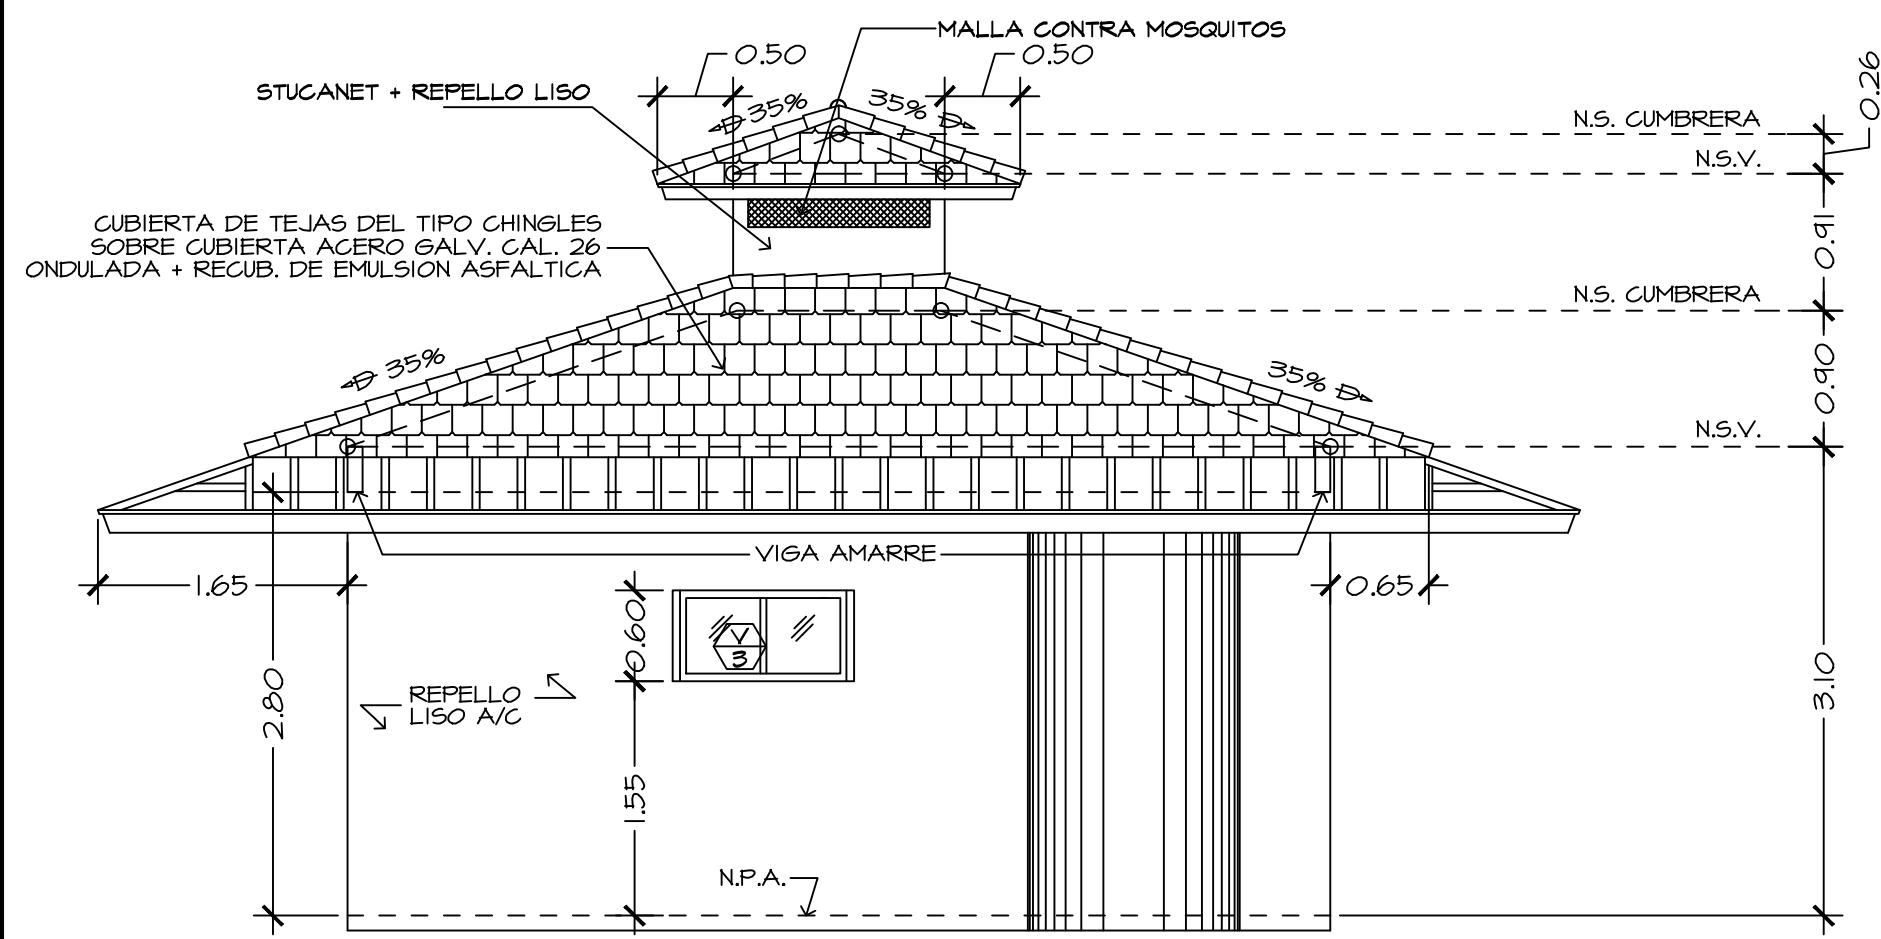 MALLA CONTRA MOSQUITOS
0.50
0.50
0.26
STUCANET + REPELLO LISO
35%
35%
N.S. CUMBRERA
N.S.V.
CUBIERTA DE TEJAS DEL TIPO CHINGLES
SOBRE CUBIERTA ACERO GALV. CAL. 26
ONDULADA + RECUB. DE EMULSION ASFALTICA
0.91
N.S. CUMBRERA
35%
35%
0.90
N.S.V.
VIGA AMARRE
1.65
0.65
0.60
V
3
2.80
REPELLO
LISO A/C
3.10
1.55
N.P.A.